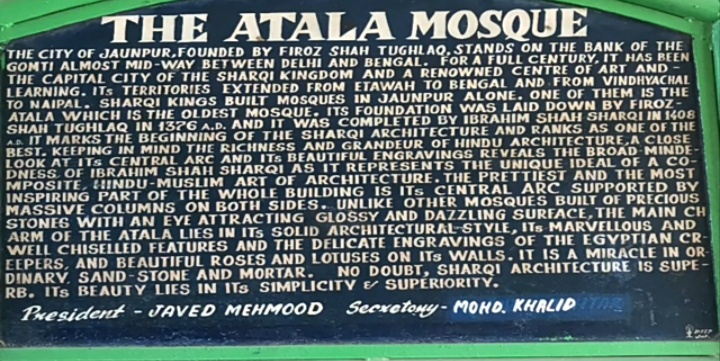 THE ATALA MOSQUE
THE CITY OF JAUNPUR, FOUNDED BY FIROZ SHAH TUGHLAQ, STANDS ON THE BANK OF THE
GOMTI ALMOST MID-WAY BETWEEN DELHI AND BENGAL. FOR A FULL CENTURY, IT HAS BEEN
THE CAPITAL CITY OF THE SHARQI KINGDOM AND A RENOWNED CENTRE OF ART AND -
LEARNING. ITS TERRITORIES EXTENDED FROM ETAWAH TO BENGAL AND FROM VINDHYACHAL
TO NAIPAL. SHARQI KINGS BUILT MOSQUES IN JAUNPUR ALONE. ONE OF THEM IS THE
ATALA WHICH IS THE OLDEST MOSQUE. ITS FOUNDATION WAS LAID DOWN BY FIROZ-
SHAH TUGHLAQ IN 1376 A.D. AND IT WAS COMPLETED BY IBRAHIM SHAH SHARQI IN 1408
A.D. IT MARKS THE BEGINNING OF THE SHARQI ARCHITECTURE AND RANKS AS ONE OF THE
BEST. KEEPING IN MIND THE RICHNESS AND GRANDEUR OF HINDU ARCHITECTURE, A CLOSE
LOOK AT ITS CENTRAL ARC AND ITS BEAUTIFUL ENGRAVINGS REVEALS THE BROAD-MIND-
DNESS OF IBRAHIM SHAH SHARQI AS IT REPRESENTS THE UNIQUE IDEAL OF A CO-
MPOSITE, HINDU-MUSLIM ART OF ARCHITECTURE. THE PRETTIEST AND THE MOST
INSPIRING PART OF THE WHOLE BUILDING IS ITS CENTRAL ARC SUPPORTED BY
MASSIVE COLUMNS ON BOTH SIDES. UNLIKE OTHER MOSQUES BUILT OF PRECIOUS
STONES WITH AN EYE ATTRACTING GLOSSY AND DAZZLING SURFACE, THE MAIN CH
ARM OF THE ATALA LIES IN ITS SOLID ARCHITECTURAL STYLE, ITS MARVELLOUS AND
WELL CHISELLED FEATURES AND THE DELICATE ENGRAVINGS OF THE EGYPTIAN CR-
EEPERS, AND BEAUTIFUL ROSES AND LOTUSES ON ITS WALLS. IT IS A MIRACLE IN OR-
DINARY, SAND-STONE AND MORTAR. NO DOUBT, SHARQI ARCHITECTURE IS SUPE-
RB. ITS BEAUTY LIES IN ITS SIMPLICITY & SUPERIORITY.
President - JAVED MEHMOOD Secretory - MOHD. KHALID